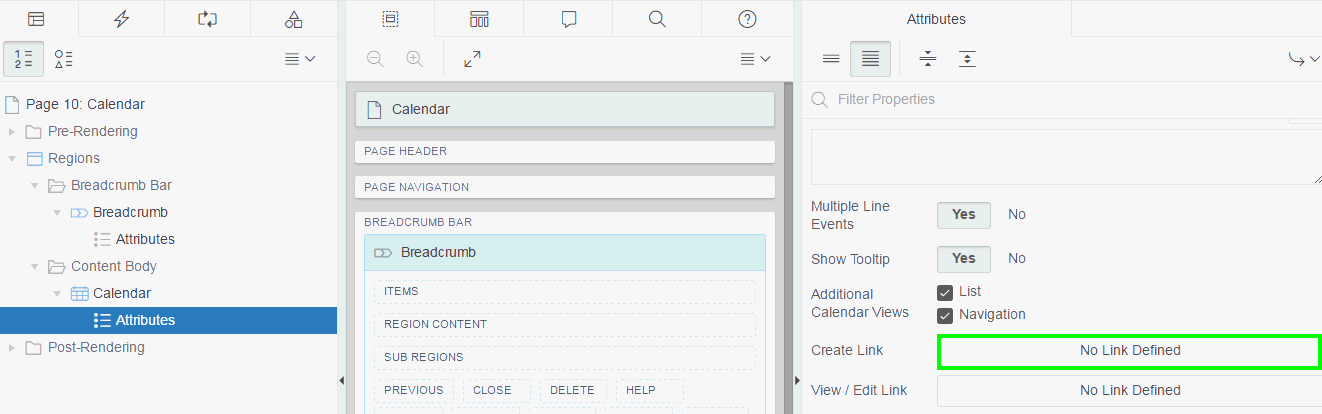 Page 10: Calendar
Pre-Rendering
Regions
Breadcrumb Bar
Breadcrumb
Attributes
Content Body
Calendar
Attributes
Post-Rendering
Calendar
PAGE HEADER
PAGE NAVIGATION
BREADCRUMB BAR
Breadcrumb
ITEMS
REGION CONTENT
SUB REGIONS
PREVIOUS CLOSE DELETE HELP
Attributes
Filter Properties
Multiple Line
Events
Yes No
Show Tooltip Yes No
Additional
Calendar Views
List
Navigation
Create Link No Link Defined
View / Edit Link No Link Defined